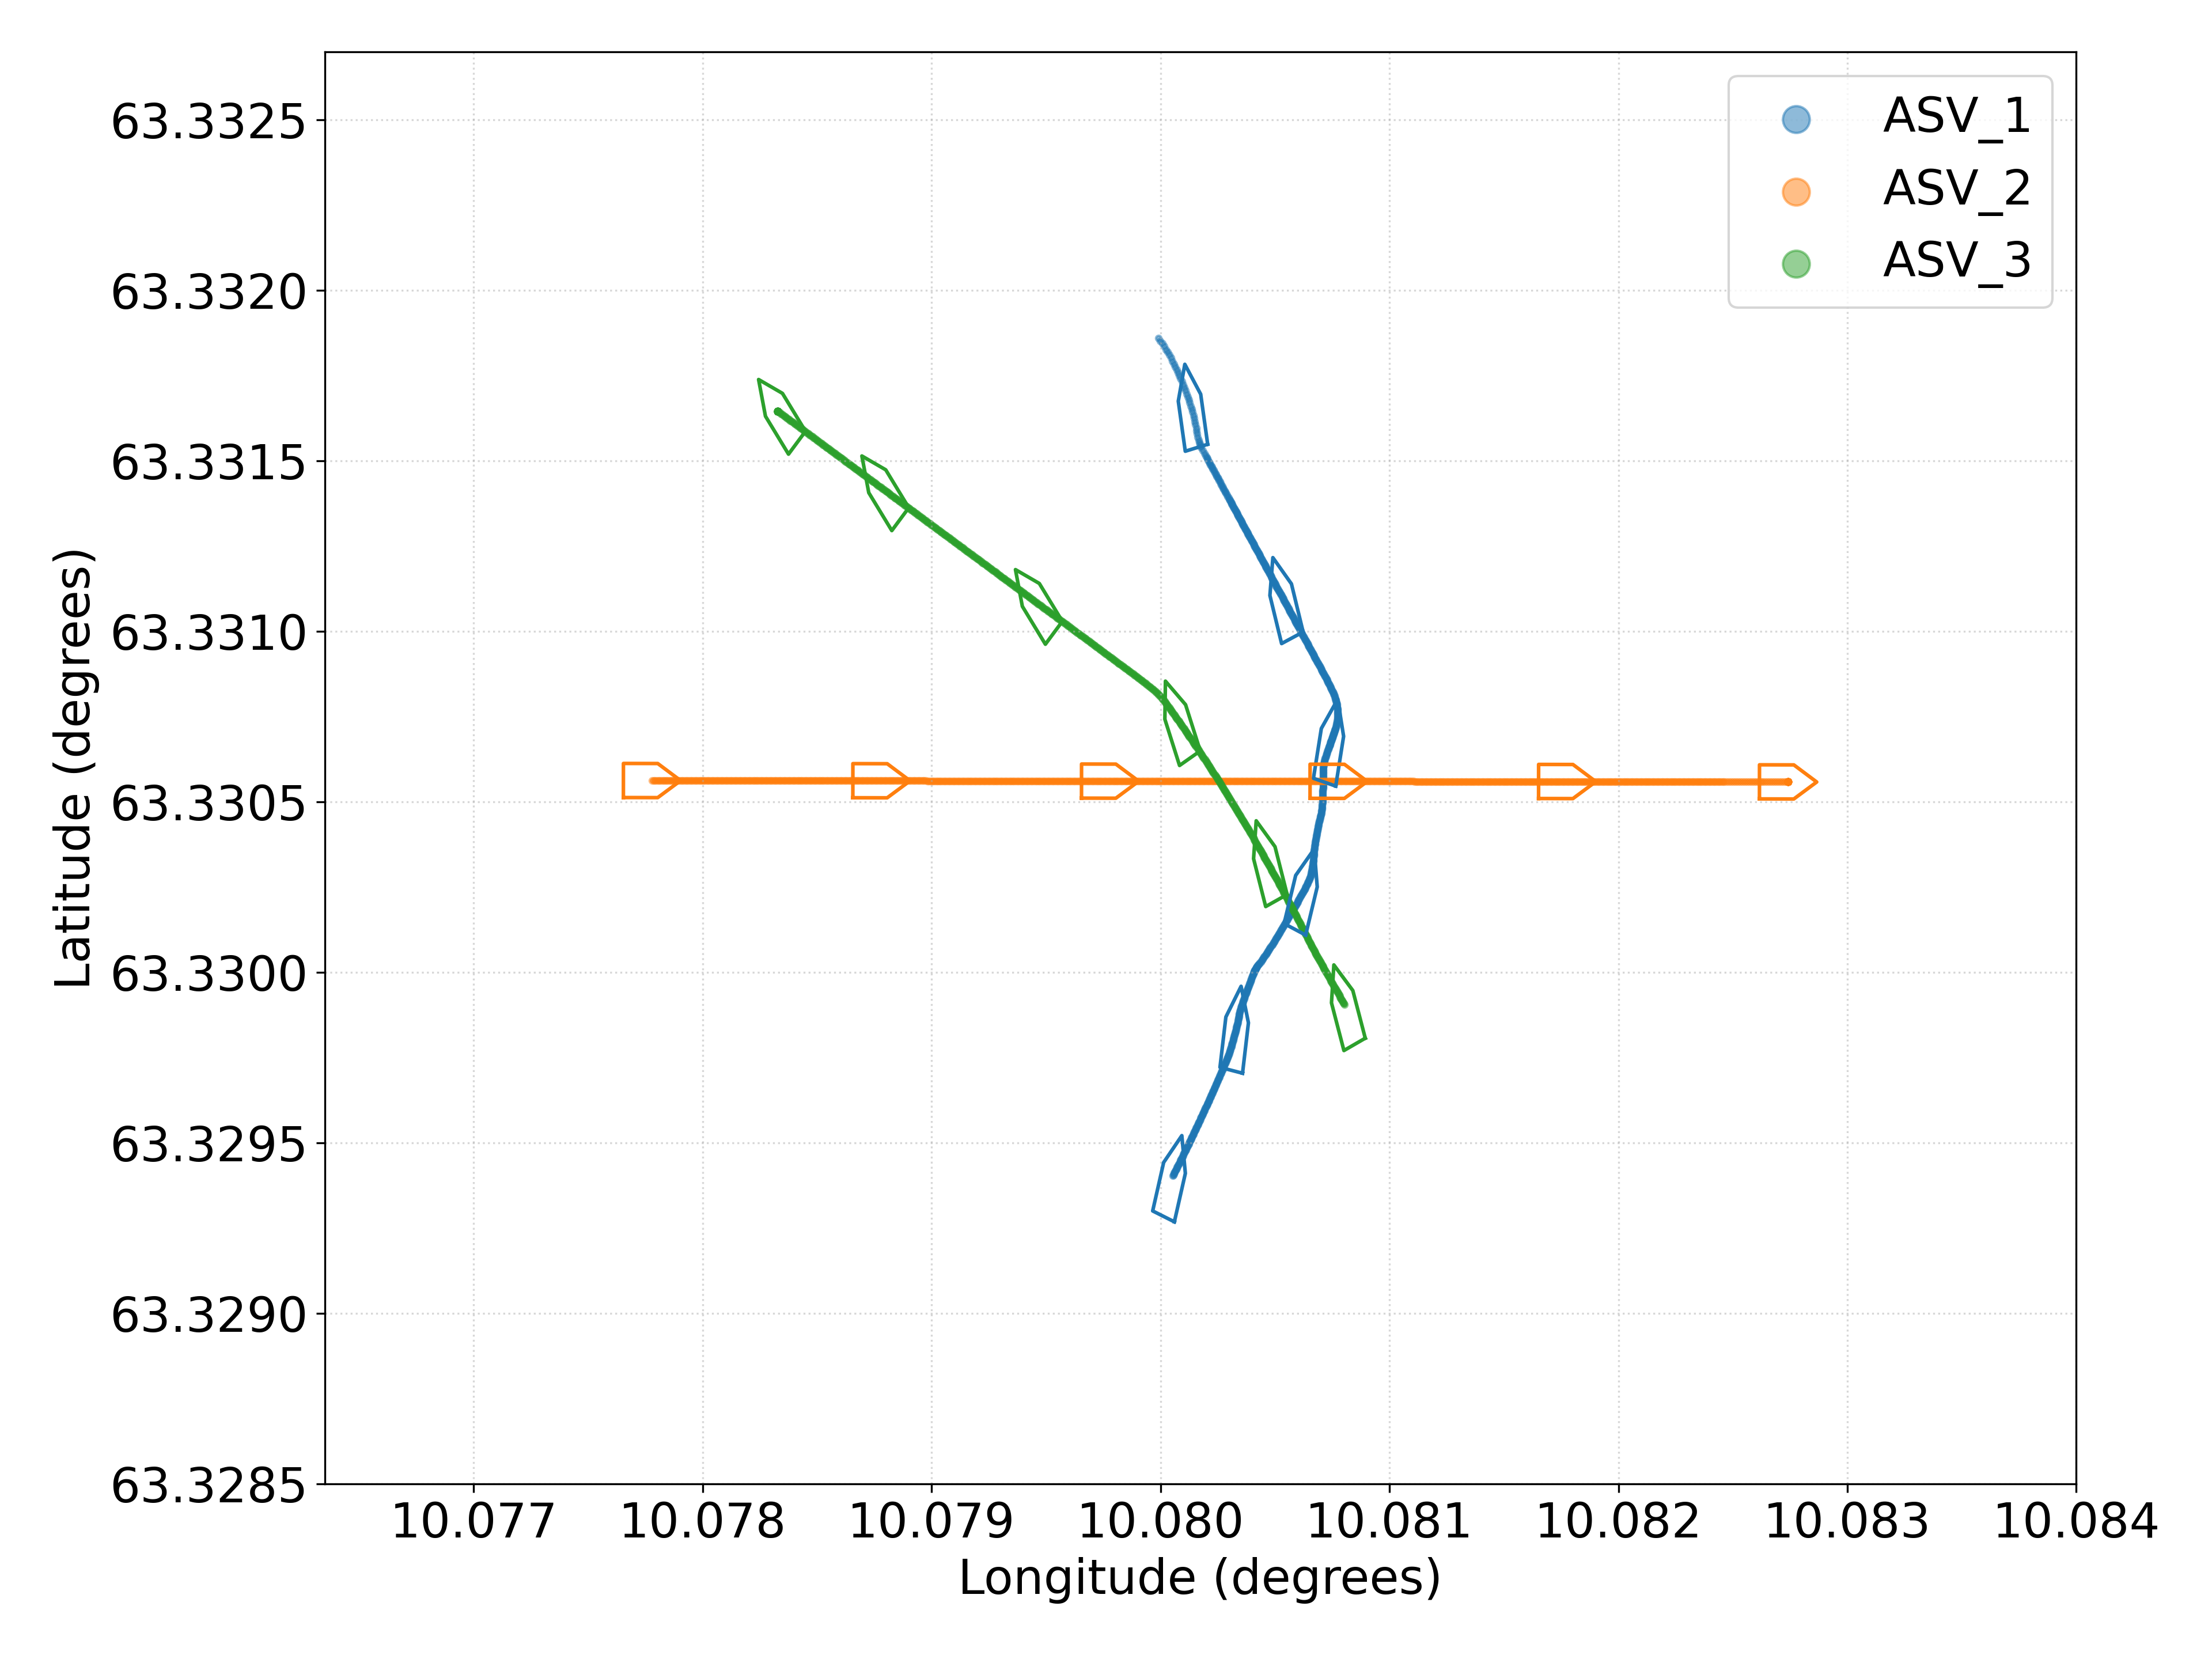 ASV_1
ASV_2
ASV_3
63.3325
63.3320
63.3315
63.3310
63.3305
63.3300
63.3295
63.3290
63.3285
Latitude (degrees)
10.077 10.078 10.079 10.080 10.081 10.082 10.083 10.084
Longitude (degrees)